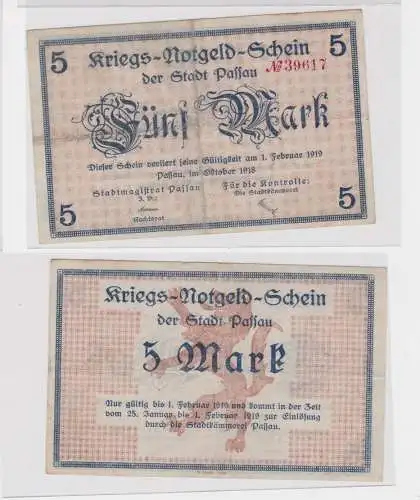 5 Kriegs-Notgeld-Schein 5
der Stadt Passau
№ 39617
Fünf Mark
Dieser Schein verliert seine Gültigkeit am 1. Februar 1919
Passau, im Oktober 1918
Stadtmagistrat Passau
J. V.:
Rechtsrat
Für die Kontrolle:
Die Stadtkämmerei
5 5
Kriegs-Notgeld-Schein
der Stadt Passau
5 Mark
Nur gültig bis 1. Februar 1919 und kommt in der Zeit
vom 25. Januar bis 1. Februar 1919 zur Einlösung
durch die Stadtkämmerei Passau.